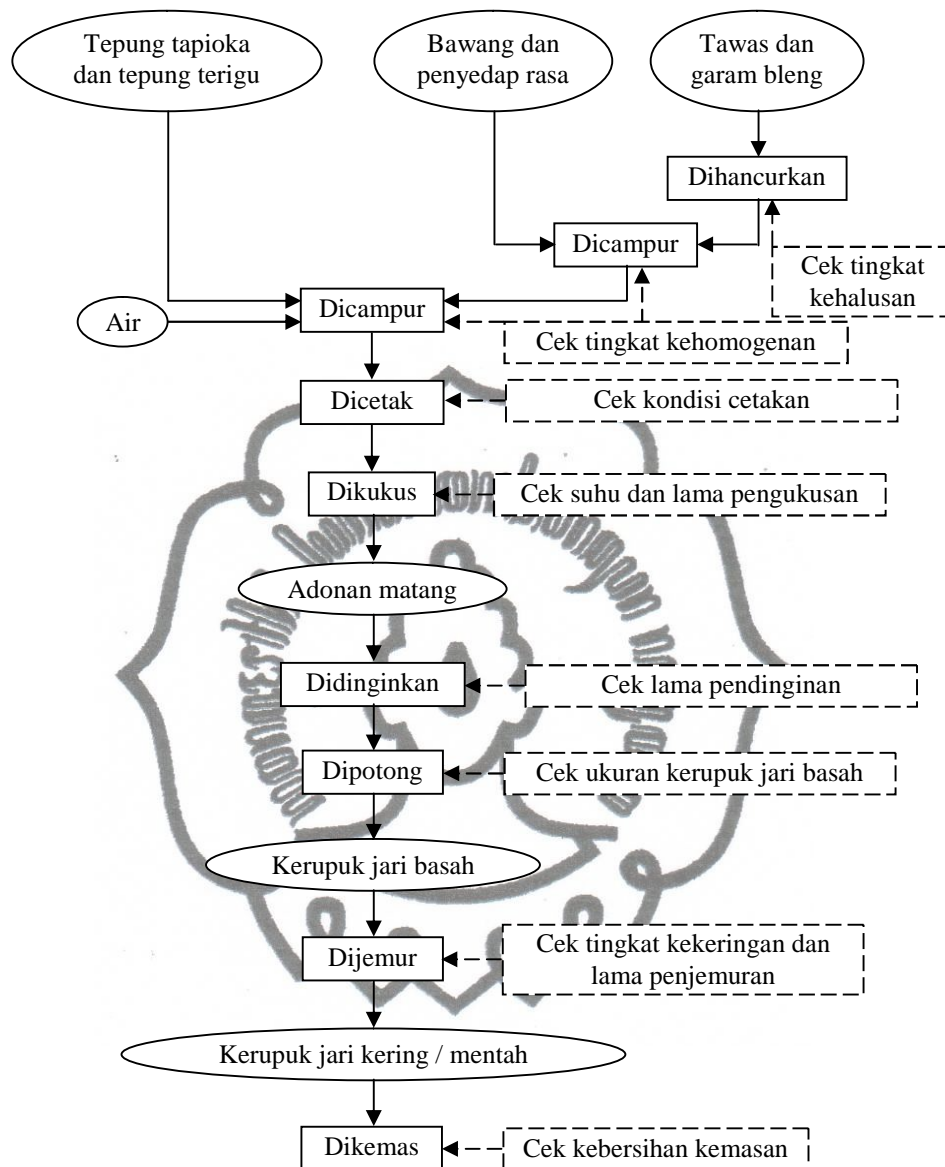 Tepung tapioka
dan tepung terigu
Bawang dan
penyedap rasa
Tawas dan
garam bleng
Dihancurkan
Dicampur
Cek tingkat
kehalusan
Air
Dicampur
Cek tingkat kehomogenan
Dicetak
Cek kondisi cetakan
Dikukus
Cek suhu dan lama pengukusan
Adonan matang
Didinginkan
Cek lama pendinginan
Dipotong
Cek ukuran kerupuk jari basah
Kerupuk jari basah
Dijemur
Cek tingkat kekeringan dan
lama penjemuran
Kerupuk jari kering / mentah
Dikemas
Cek kebersihan kemasan